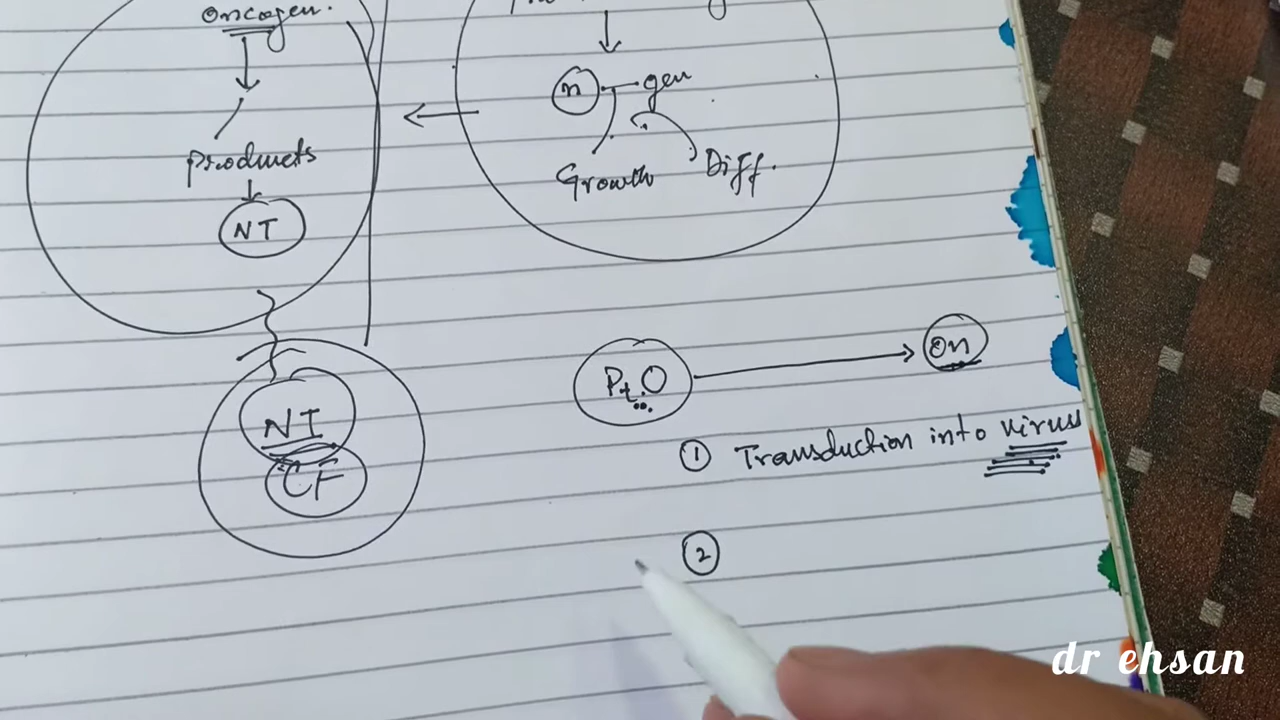 oncogen.
products
NT
n gen
Growth Diff.
NT
CF
Pt.O
on
1 Transduction into virus
2
dr ehsan